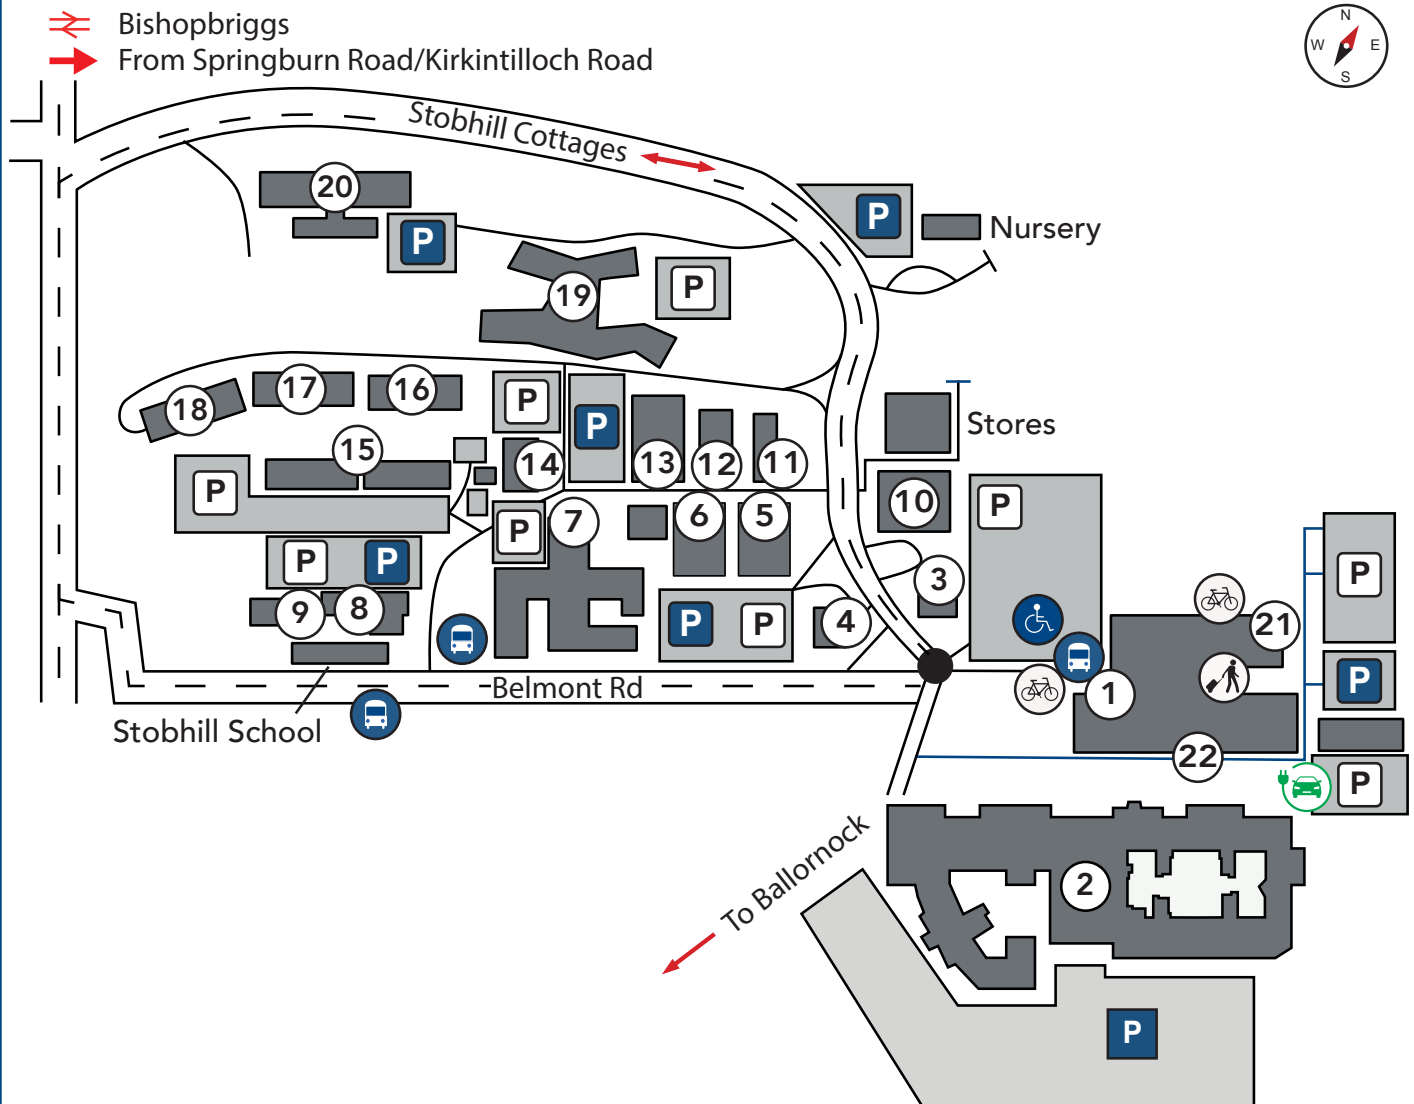 Bishopbriggs
From Springburn Road/Kirkintilloch Road
N
W E
S
Stobhill Cottages
20
P
P
Nursery
19
P
18
17
16
P
P
13
12
11
Stores
15
14
P
10
P
P
7
6
5
P
P
3
P
9
8
P
P
4
21
P
Belmont Rd
1
Stobhill School
22
P
To Ballornock
2
P